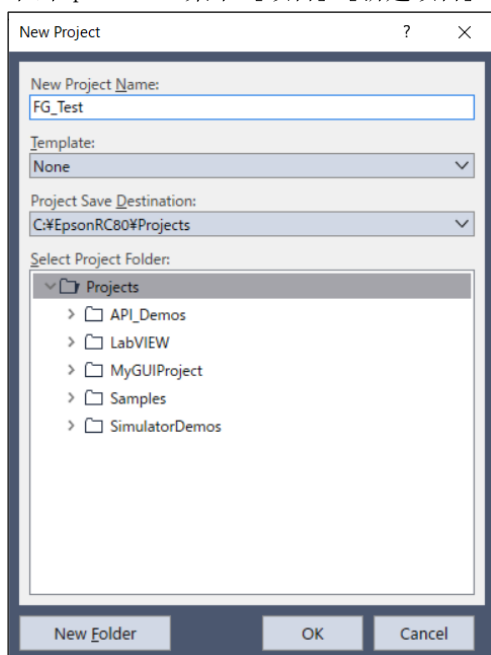 New Project ? ×
New Project Name:
FG_Test
Template:
None
Project Save Destination:
C:¥EpsonRC80¥Projects
Select Project Folder:
Projects
API_Demos
LabVIEW
MyGUIProject
Samples
SimulatorDemos
New Folder OK Cancel